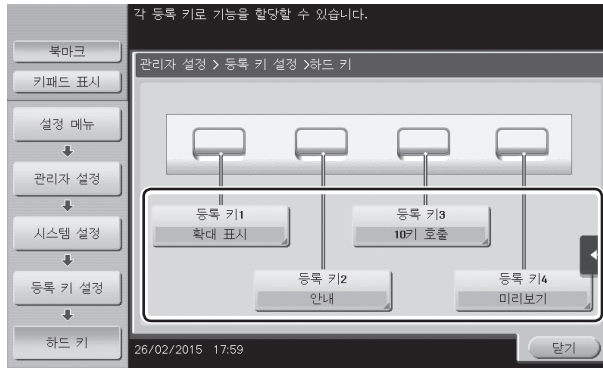 각 등록 키로 기능을 할당할 수 있습니다.
북마크
키패드 표시
관리자 설정 > 등록 키 설정 >하드 키
설정 메뉴
관리자 설정
시스템 설정
등록 키 설정
하드 키
등록 키1
확대 표시
등록 키3
10키 호출
등록 키2
안내
등록 키4
미리보기
26/02/2015 17:59
닫기